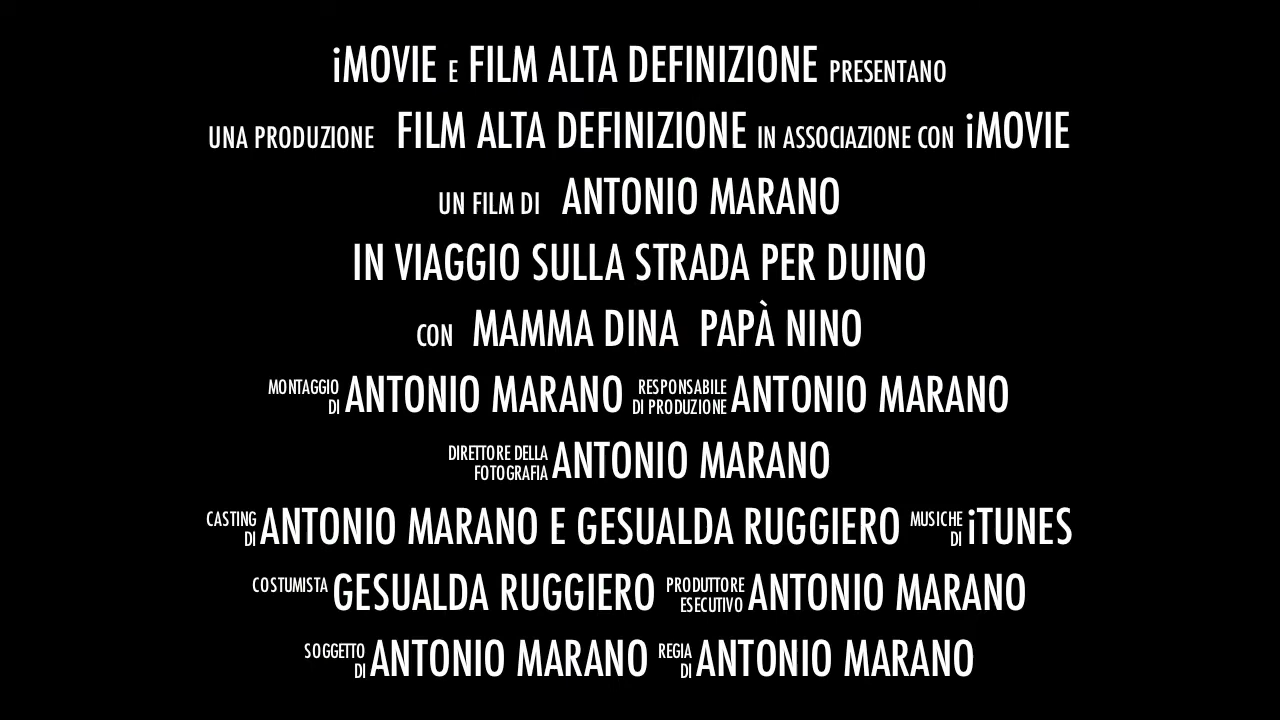 iMOVIE E FILM ALTA DEFINIZIONE PRESENTANO
UNA PRODUZIONE FILM ALTA DEFINIZIONE IN ASSOCIAZIONE CON iMOVIE
UN FILM DI ANTONIO MARANO
IN VIAGGIO SULLA STRADA PER DUINO
CON MAMMA DINA PAPÀ NINO
MONTAGGIO DI ANTONIO MARANO RESPONSABILE DI PRODUZIONE ANTONIO MARANO
DIRETTORE DELLA FOTOGRAFIA ANTONIO MARANO
CASTING DI ANTONIO MARANO E GESUALDA RUGGIERO MUSICHE DI iTUNES
COSTUMISTA GESUALDA RUGGIERO PRODUTTORE ESECUTIVO ANTONIO MARANO
SOGGETTO DI ANTONIO MARANO REGIA DI ANTONIO MARANO